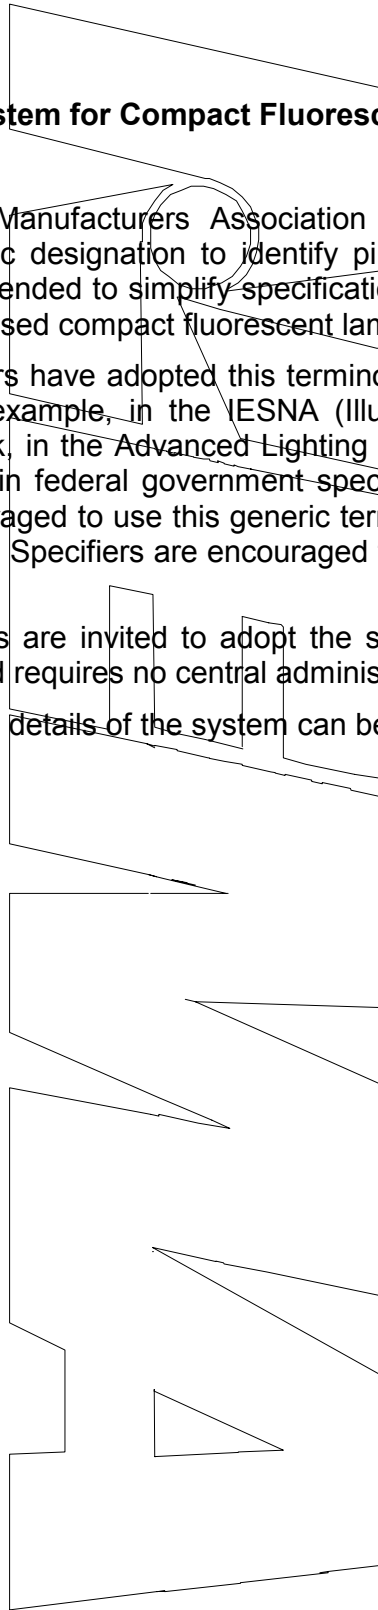 stem for Compact Fluoresc
Manufacturers Association
c designation to identify pi
ended to simplify specificatio
sed compact fluorescent lan
rs have adopted this termino
example, in the IESNA (Illu
k, in the Advanced Lighting
in federal government spec
aged to use this generic terr
Specifiers are encouraged
s are invited to adopt the s
d requires no central adminis
details of the system can be